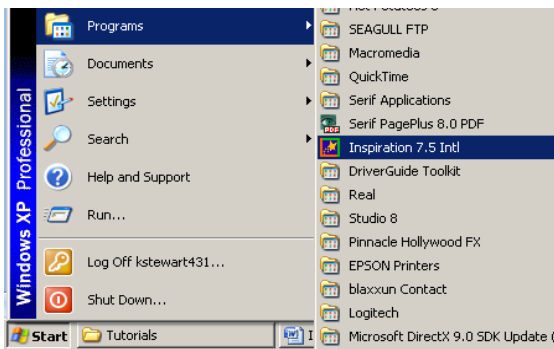 Windows XP Professional
Programs
Documents
Settings
Search
Help and Support
Run...
Log Off kstewart431...
Shut Down...
Start
Tutorials
I
SEAGULL FTP
Macromedia
QuickTime
Serif Applications
Serif PagePlus 8.0 PDF
Inspiration 7.5 Intl
DriverGuide Toolkit
Real
Studio 8
Pinnacle Hollywood FX
EPSON Printers
blaxxun Contact
Logitech
Microsoft DirectX 9.0 SDK Update (